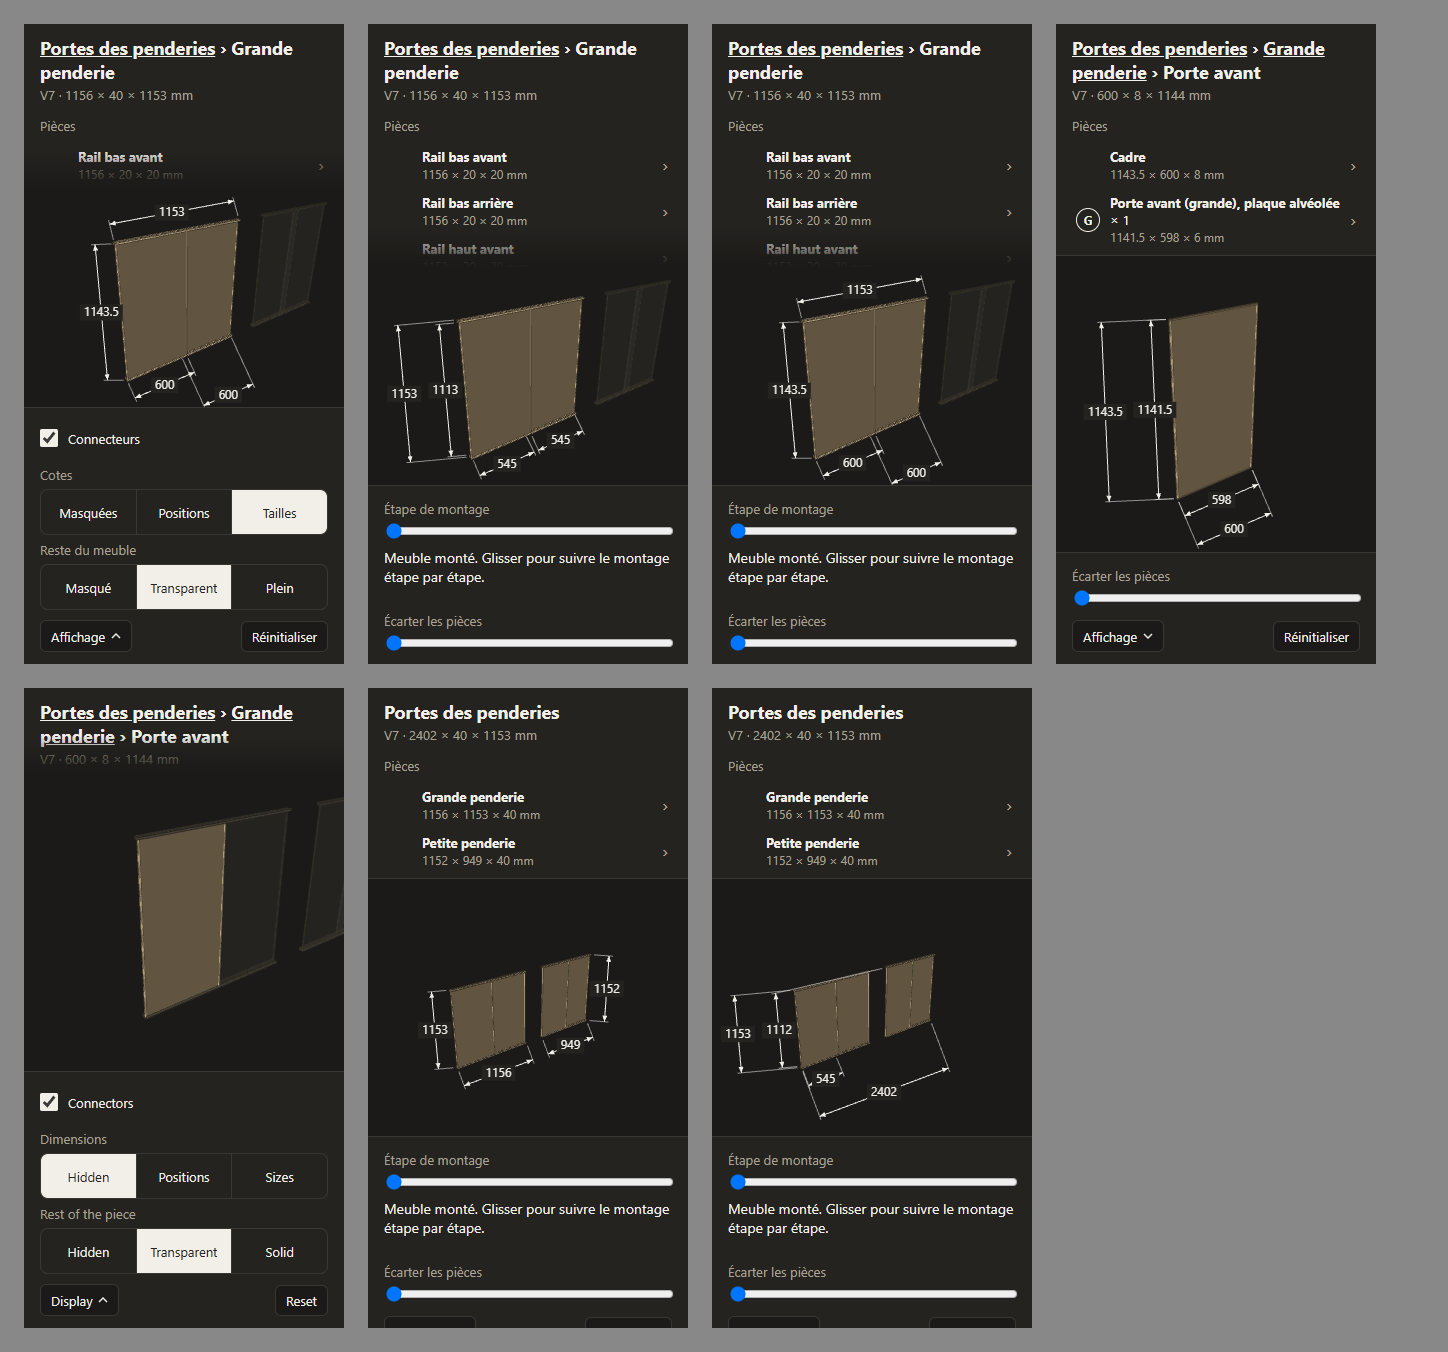 Portes des penderies › Grande
penderie
V7 · 1156 × 40 × 1153 mm
Pièces
Rail bas avant
1156 × 20 × 20 mm
1153
1143.5
600
600
Connecteurs
Cotes
Masquées
Positions
Tailles
Reste du meuble
Masqué
Transparent
Plein
Affichage
Réinitialiser
Portes des penderies › Grande
penderie
V7 · 1156 × 40 × 1153 mm
Pièces
Rail bas avant
1156 × 20 × 20 mm
Rail bas arrière
1156 × 20 × 20 mm
Rail haut avant
1153
1113
545
545
Étape de montage
Meuble monté. Glisser pour suivre le montage
étape par étape.
Écarter les pièces
Portes des penderies › Grande
penderie
V7 · 1156 × 40 × 1153 mm
Pièces
Rail bas avant
1156 × 20 × 20 mm
Rail bas arrière
1156 × 20 × 20 mm
Rail haut avant
1153
1143.5
600
600
Étape de montage
Meuble monté. Glisser pour suivre le montage
étape par étape.
Écarter les pièces
Portes des penderies › Grande
penderie › Porte avant
V7 · 600 × 8 × 1144 mm
Pièces
Cadre
1143.5 × 600 × 8 mm
G
Porte avant (grande), plaque alvéolée
× 1
1141.5 × 598 × 6 mm
1143.5
1141.5
598
600
Écarter les pièces
Affichage
Réinitialiser
Portes des penderies › Grande
penderie › Porte avant
V7 · 600 × 8 × 1144 mm
Connectors
Dimensions
Hidden
Positions
Sizes
Rest of the piece
Hidden
Transparent
Solid
Display
Reset
Portes des penderies
V7 · 2402 × 40 × 1153 mm
Pièces
Grande penderie
1156 × 1153 × 40 mm
Petite penderie
1152 × 949 × 40 mm
1152
1153
949
1156
Étape de montage
Meuble monté. Glisser pour suivre le montage
étape par étape.
Écarter les pièces
Portes des penderies
V7 · 2402 × 40 × 1153 mm
Pièces
Grande penderie
1156 × 1153 × 40 mm
Petite penderie
1152 × 949 × 40 mm
1153
1112
545
2402
Étape de montage
Meuble monté. Glisser pour suivre le montage
étape par étape.
Écarter les pièces